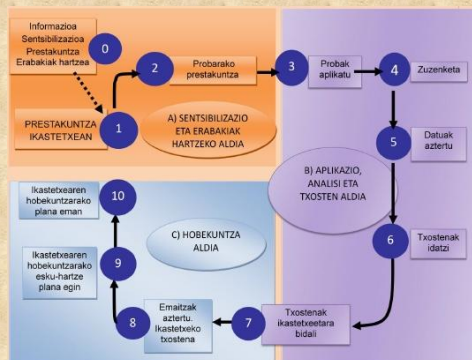 Informazioa
Sentsibilizazioa
Prestakuntza
Erabakiak hartzea
0
PRESTAKUNTZA
IKASTETXEAN
1
2
Probarako
prestakuntza
A) SENTSIBILIZAZIO
ETA ERABAKIAK
HARTZEKO ALDIA
3
Probak
aplikatu
4
Zuzenketa
5
Datuak
aztertu
B) APLIKAZIO,
ANALISI ETA
TXOSTEN ALDIA
6
Txostenak
idatzi
7
Txostenak
ikastetxeetara
bidali
8
Emaitzak
aztertu.
Ikastetxeko
txostena
9
Ikastetxearen
hobekuntzarako
esku-hartze
plana egin
10
Ikastetxearen
hobekuntzarako
plana eman
C) HOBEKUNTZA
ALDIA